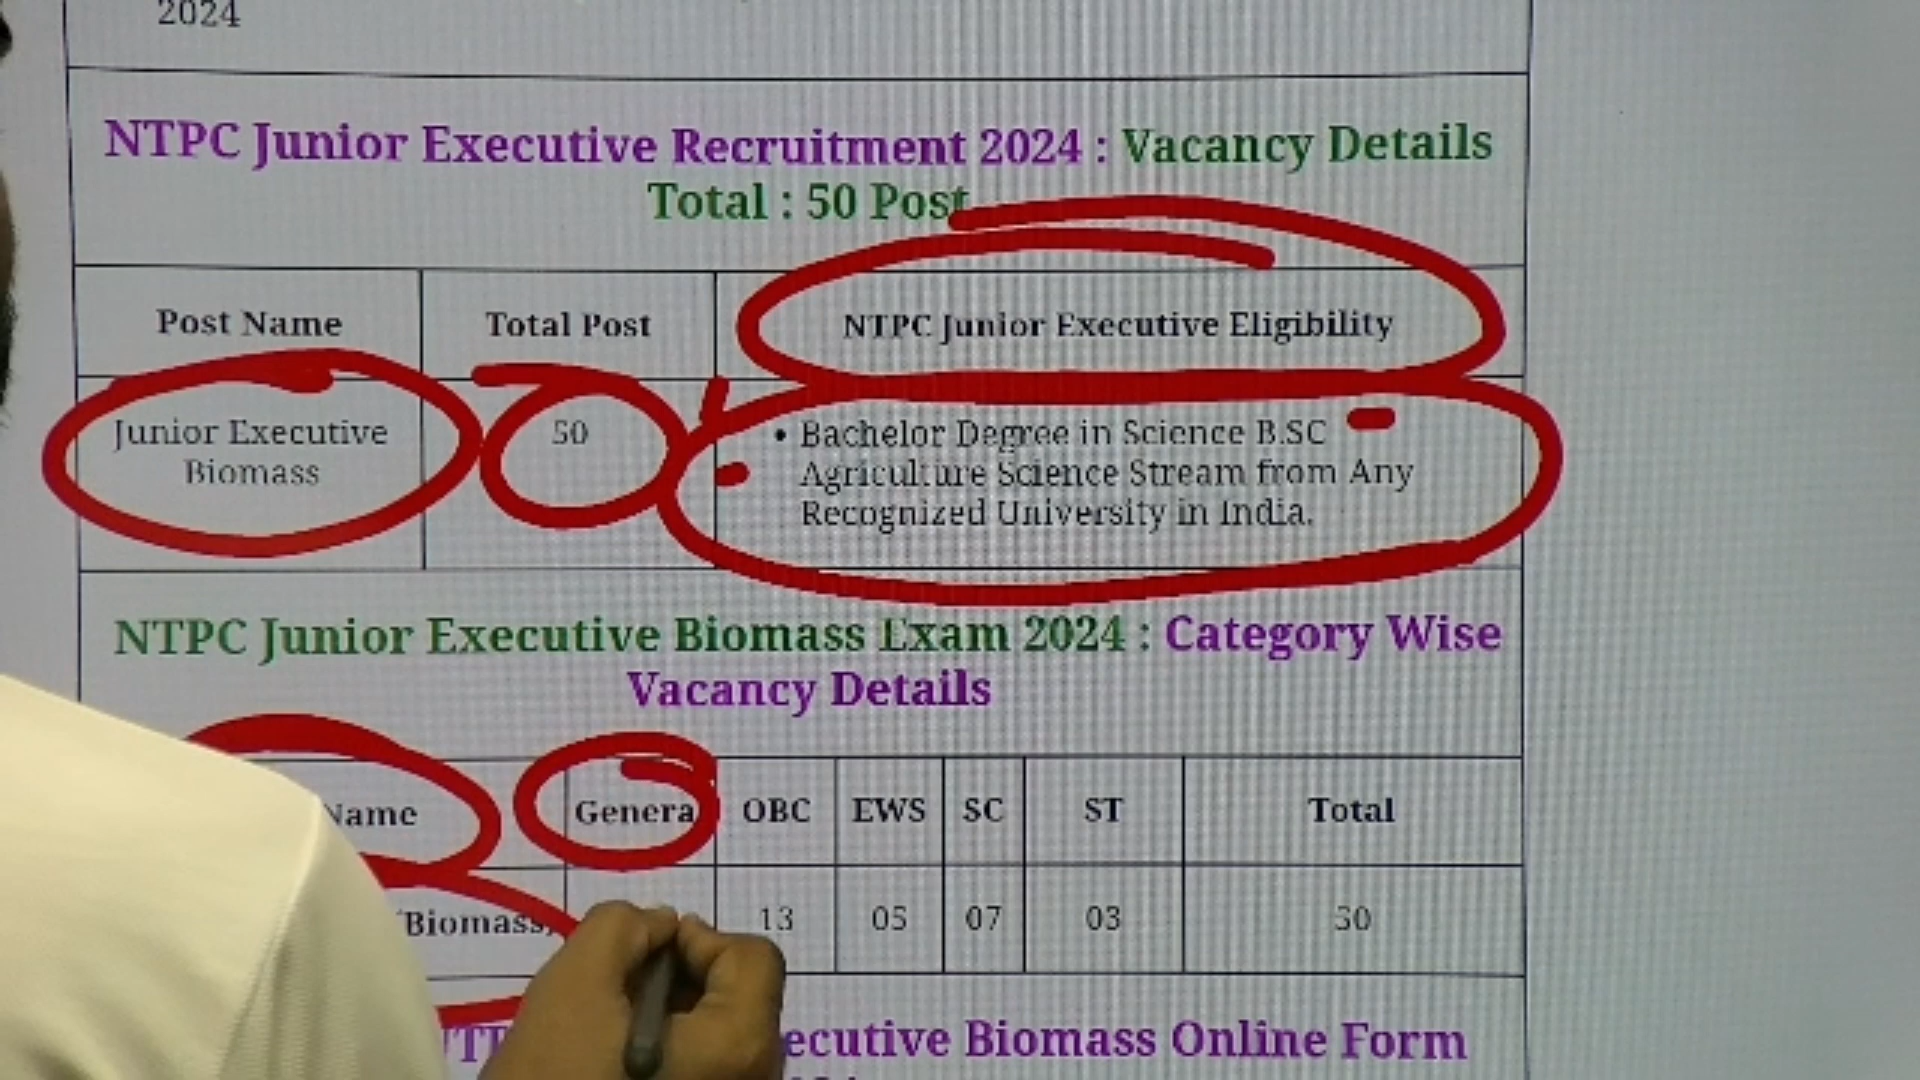 2024
NTPC Junior Executive Recruitment 2024 : Vacancy Details
Total : 50 Post
Post Name
Total Post
NTPC Junior Executive Eligibility
Junior Executive
Biomass
50
• Bachelor Degree in Science B.SC
Agriculture Science Stream from Any
Recognized University in India.
NTPC Junior Executive Biomass Exam 2024 : Category Wise
Vacancy Details
Name
Genera
OBC
EWS
SC
ST
Total
Biomass
13
05
07
03
50
ecutive Biomass Online Form